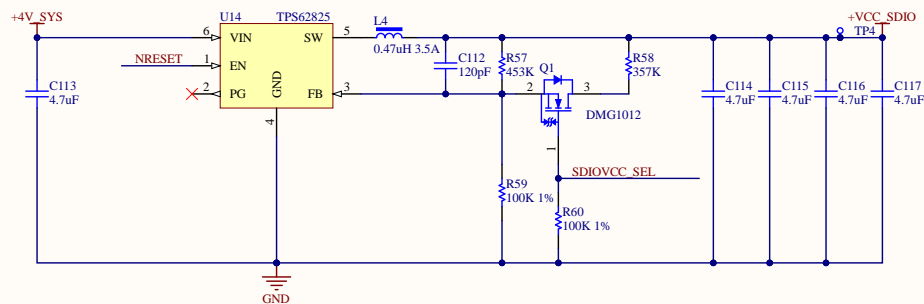 +4V_SYS
U14 TPS62825
6 VIN SW 5
NRESET 1 EN
2 PG FB 3
GND
4
C113
4.7uF
L4
0.47uH 3.5A
C112
120pF
R57
453K
Q1
2 3
1
DMG1012
R58
357K
SDIOVCC_SEL
R59
100K 1%
R60
100K 1%
+VCC_SDIO
TP4
C114
4.7uF
C115
4.7uF
C116
4.7uF
C117
4.7uF
GND